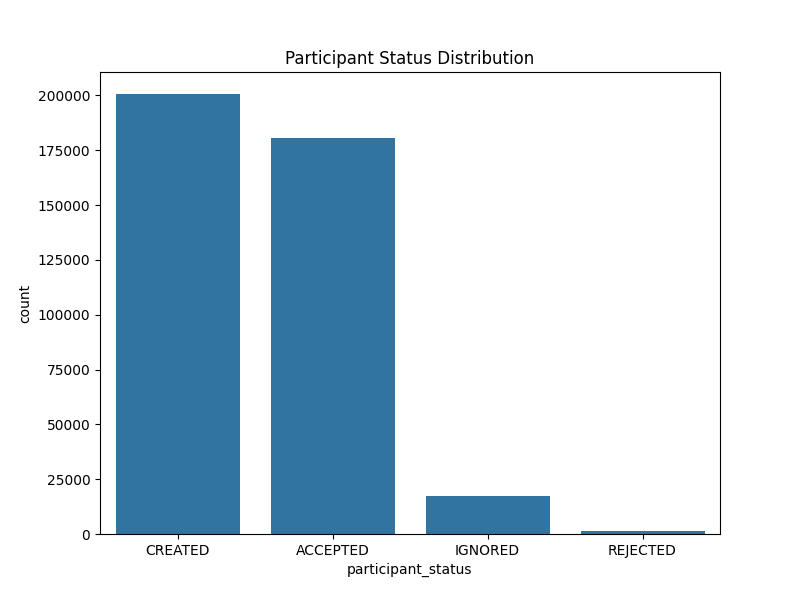 Participant Status Distribution
200000
175000
150000
125000
100000
75000
50000
25000
0
count
CREATED
ACCEPTED
IGNORED
REJECTED
participant_status